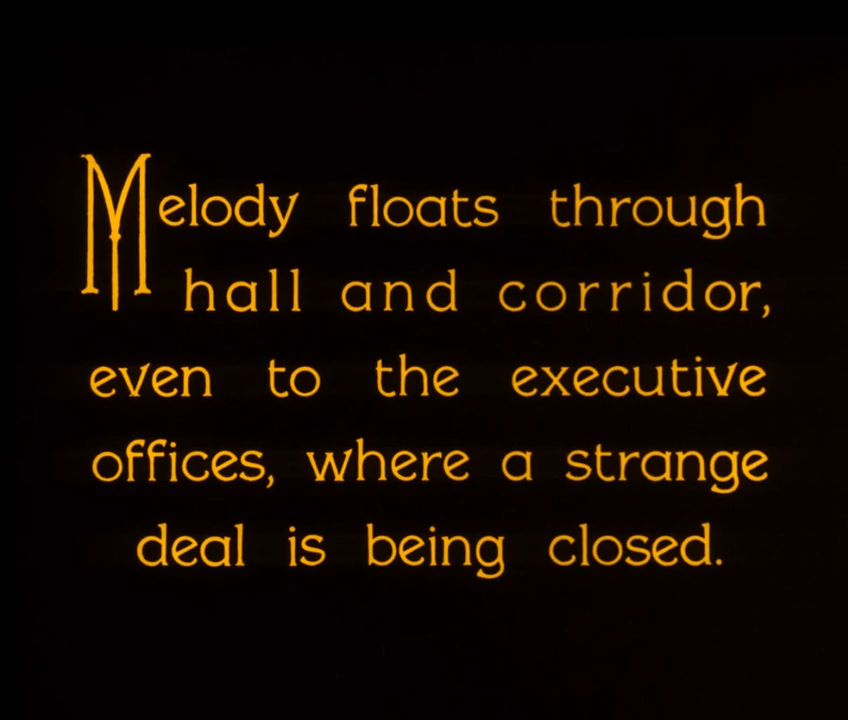 Melody floats through
hall and corridor,
even to the executive
offices, where a strange
deal is being closed.